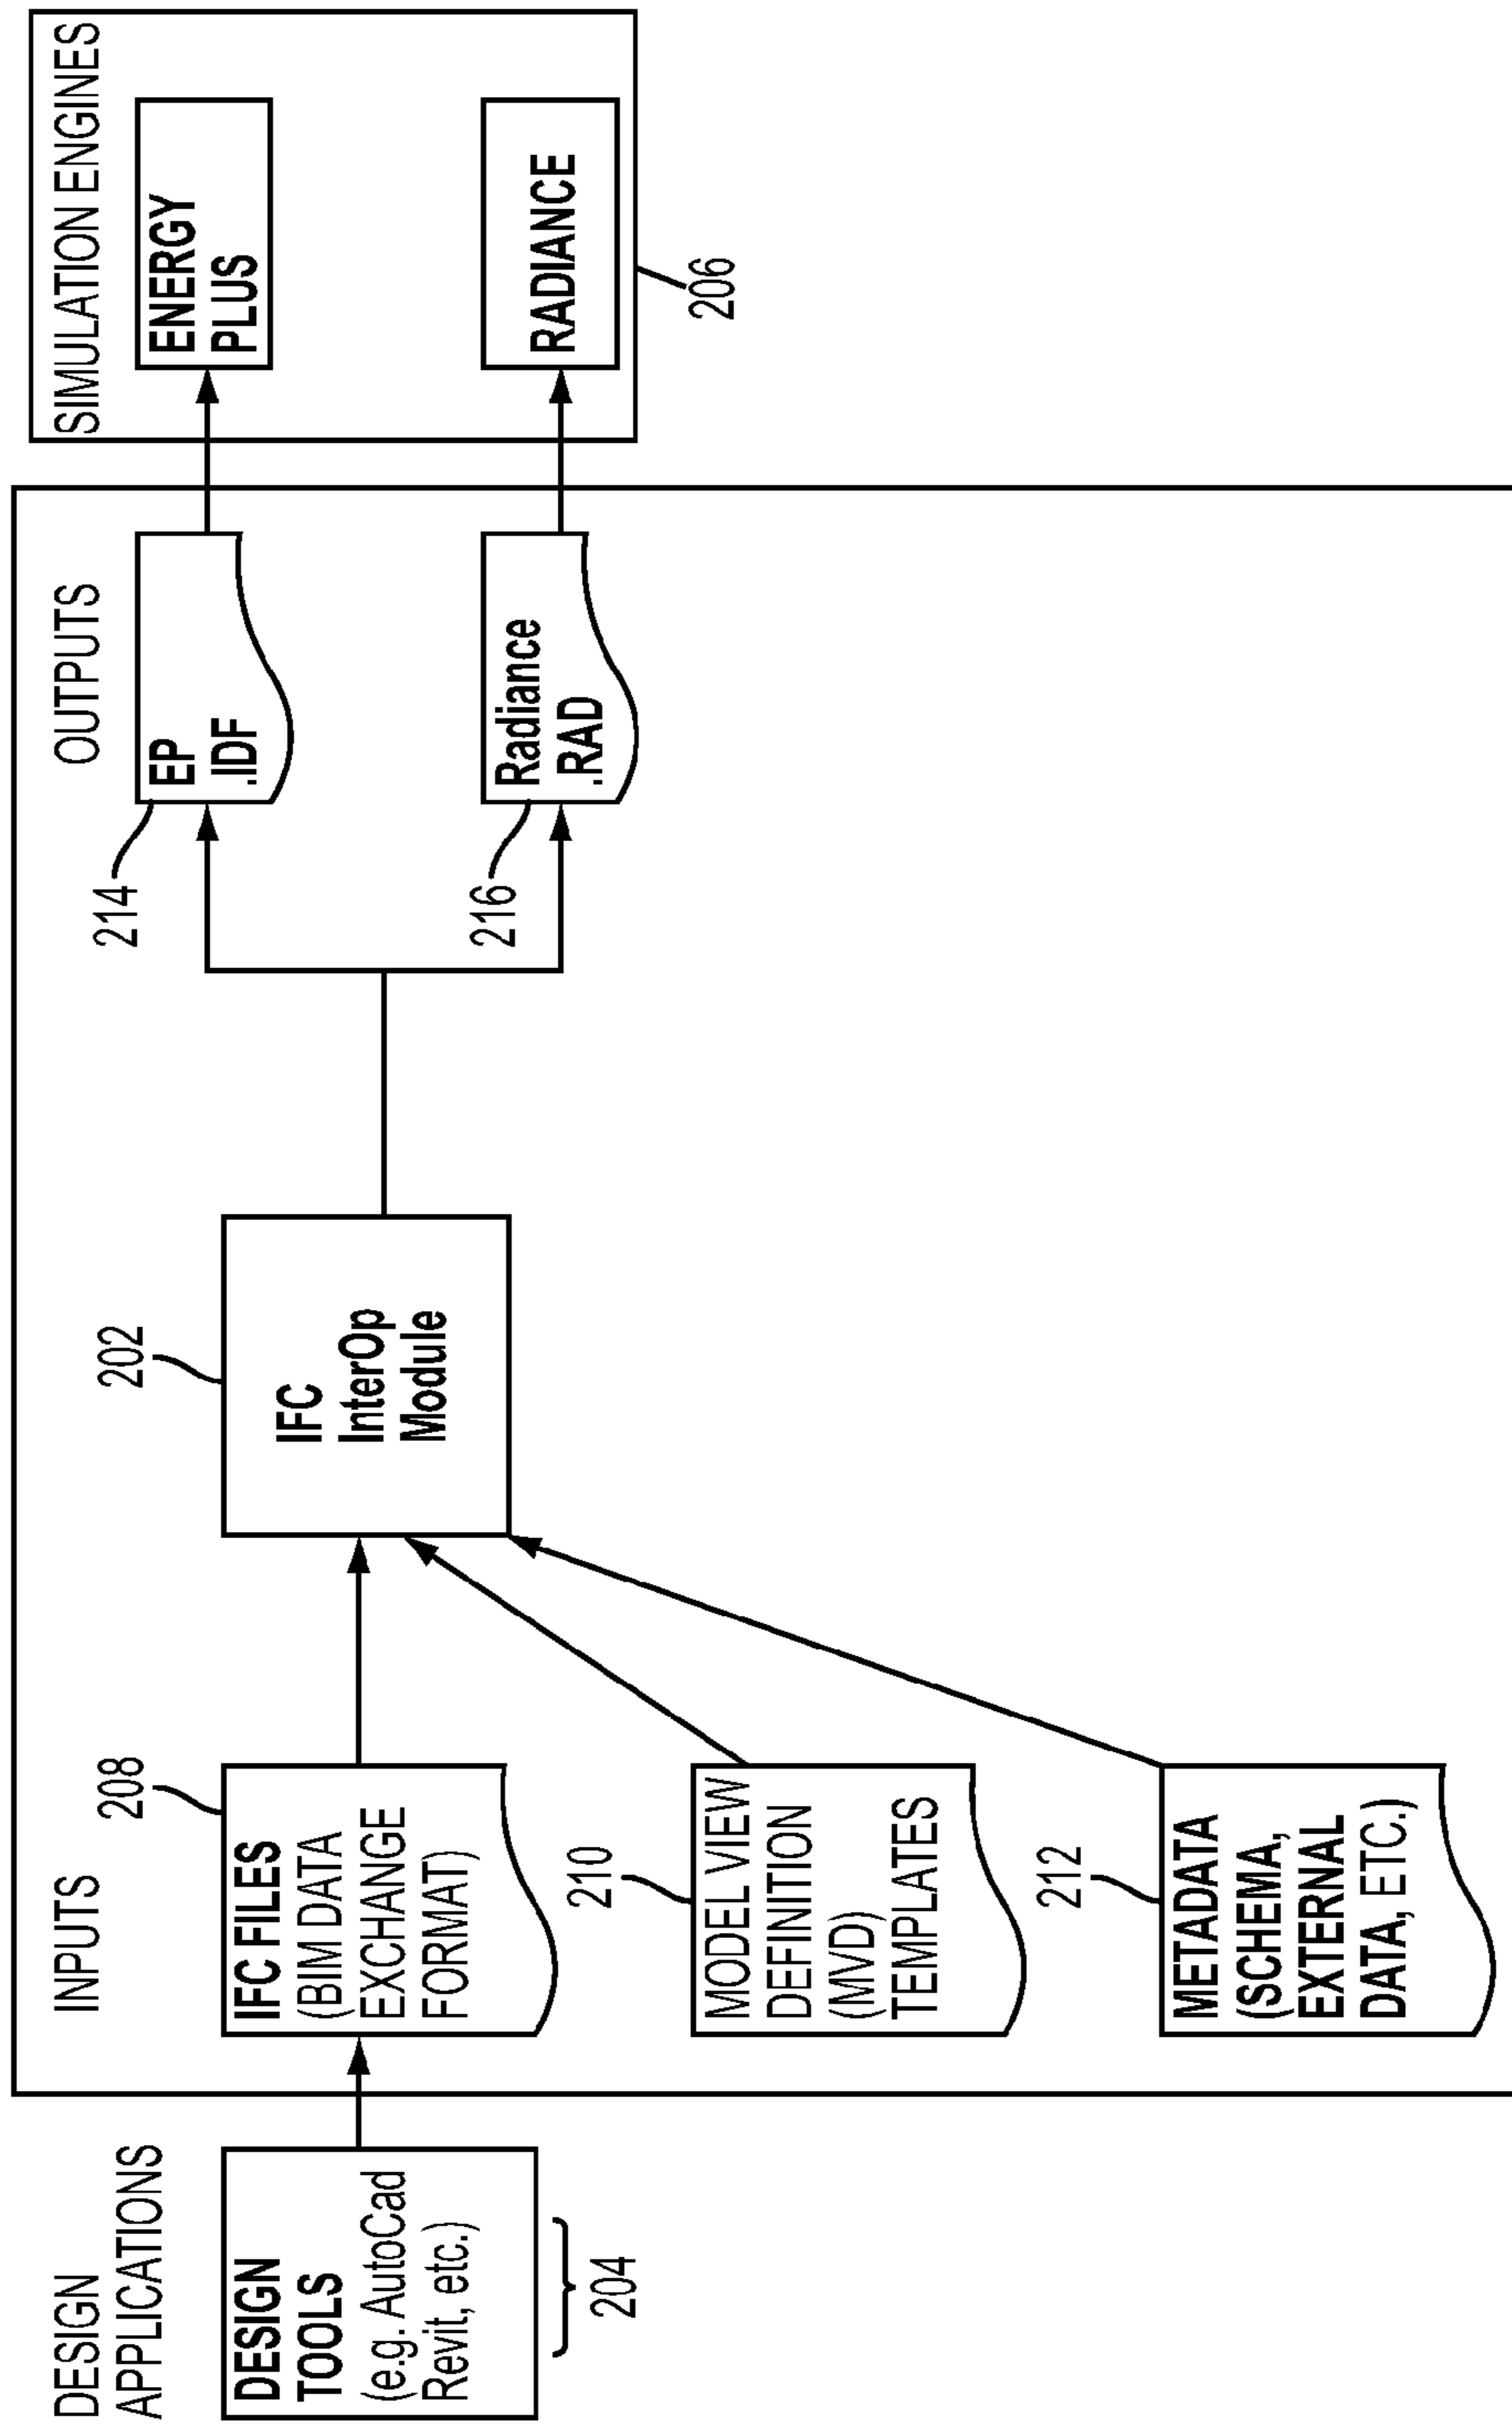 DESIGN
APPLICATIONS
DESIGN
TOOLS
(e.g. AutoCad
Revit, etc.)
204
INPUTS
208
IFC FILES
(BIM DATA
EXCHANGE
FORMAT)
210
MODEL VIEW
DEFINITION
(MVD)
TEMPLATES
212
METADATA
(SCHEMA,
EXTERNAL
DATA, ETC.)
202
IFC
InterOp
Module
OUTPUTS
214
EP
.IDF
216
Radiance
.RAD
SIMULATION ENGINES
ENERGY
PLUS
RADIANCE
206